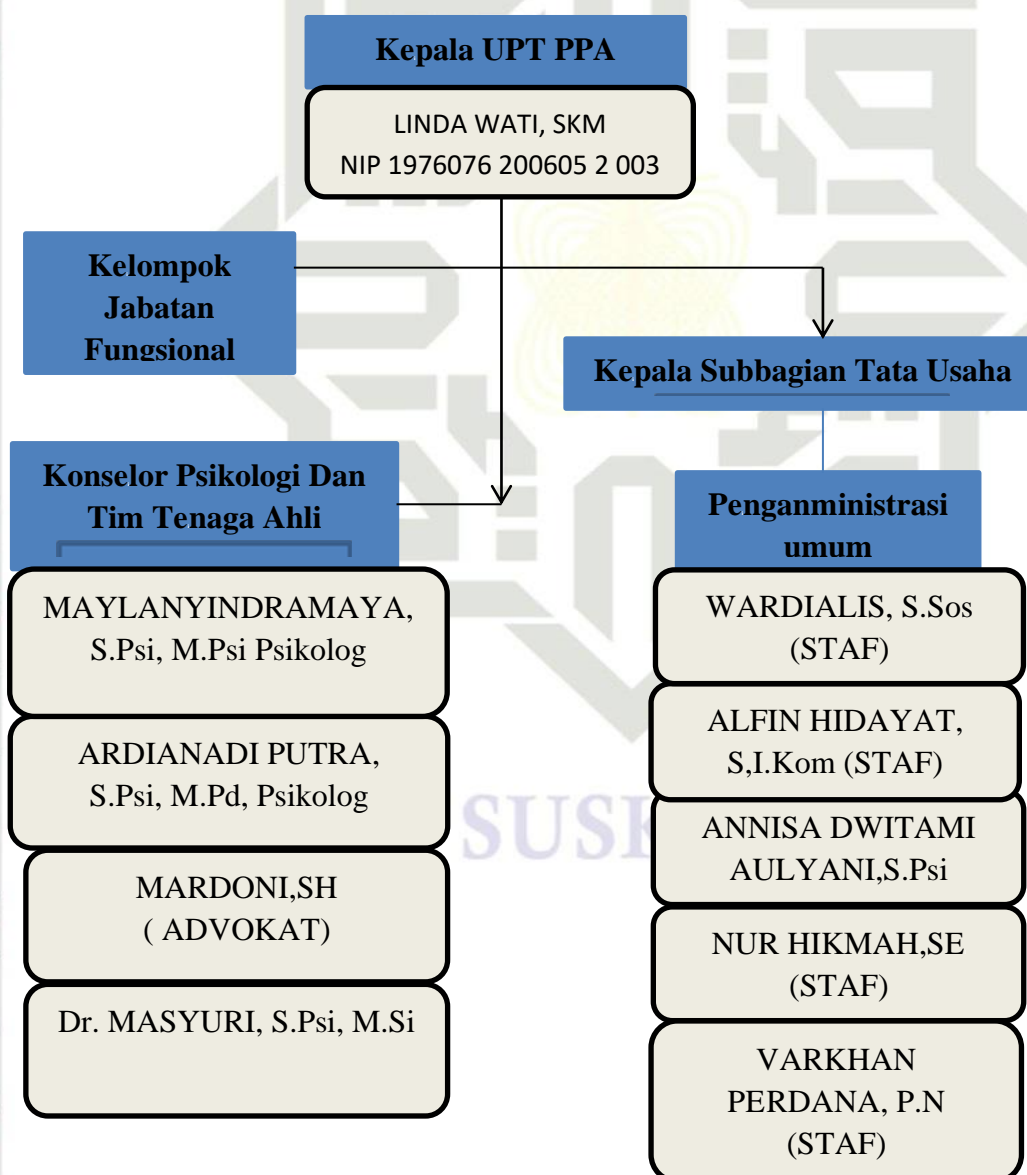 Kepala UPT PPA
LINDA WATI, SKM
NIP 1976076 200605 2 003
Kelompok
Jabatan
Fungsional
Kepala Subbagian Tata Usaha
Konselor Psikologi Dan
Tim Tenaga Ahli
MAYLANYINDRAMAYA,
S.Psi, M.Psi Psikolog
ARDIANADI PUTRA,
S.Psi, M.Pd, Psikolog
MARDONI,SH
( ADVOKAT)
Dr. MASYURI, S.Psi, M.Si
Penganministrasi
umum
WARDIALIS, S.Sos
(STAF)
ALFIN HIDAYAT,
S,I.Kom (STAF)
ANNISA DWITAMI
AULYANI,S.Psi
NUR HIKMAH,SE
(STAF)
VARKHAN
PERDANA, P.N
(STAF)